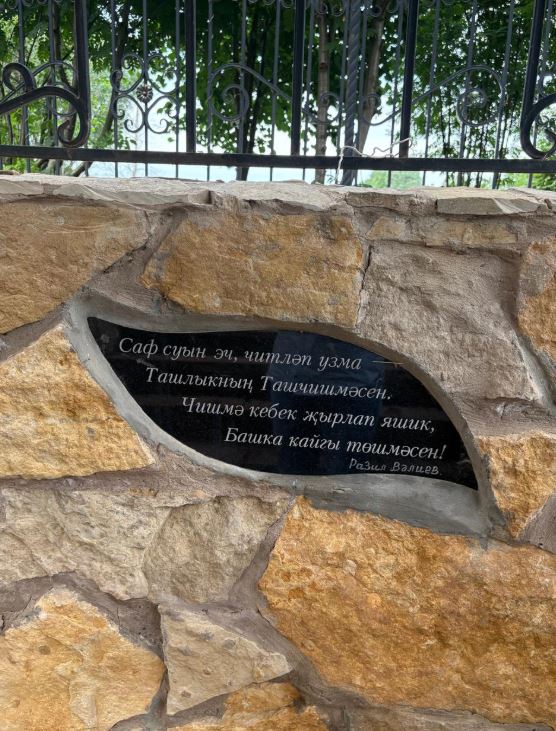 Саф суын эч, читләп узма
Ташлыкның Ташчишмәсен.
Чишмә кебек җырлап яшик,
Башка кайгы төшмәсен!
Разил Вәлиев